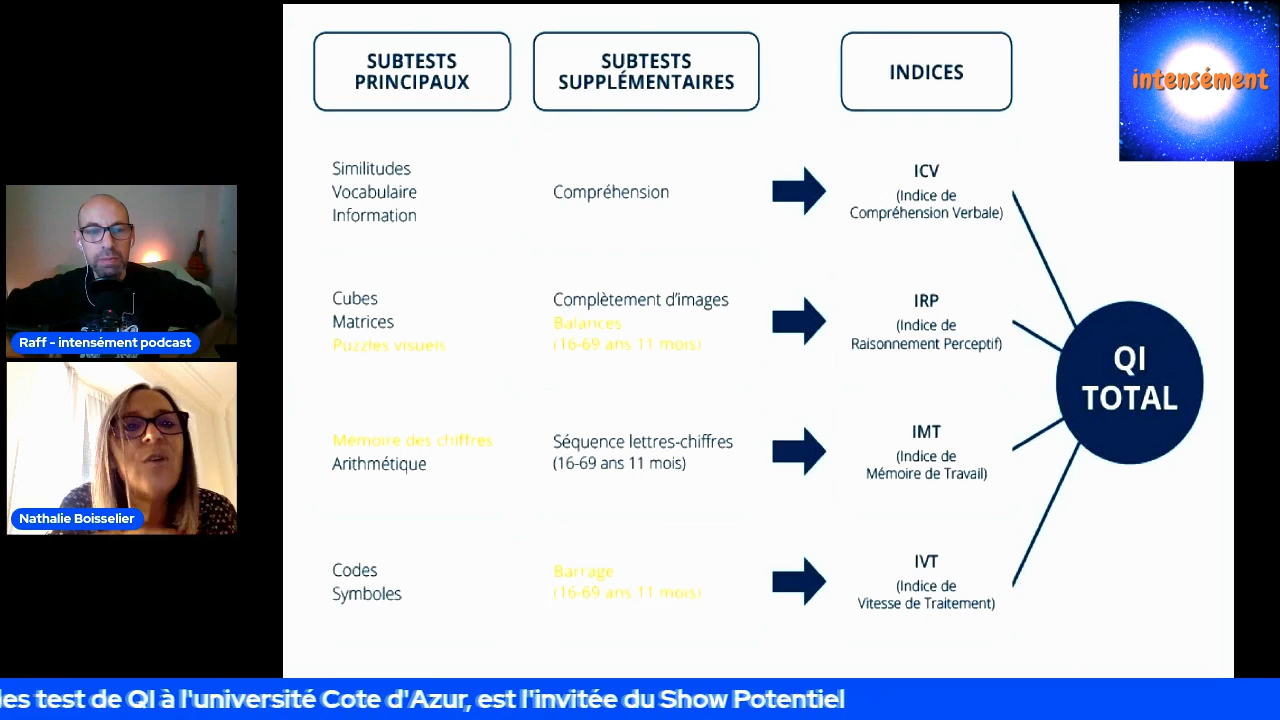 SUBTESTS
PRINCIPAUX
SUBTESTS
SUPPLÉMENTAIRES
INDICES
intensément
Similitudes
Vocabulaire
Information
Compréhension
ICV
(Indice de
Compréhension Verbale)
Cubes
Matrices
Puzzles visuels
Complètement d'images
Balances
(16-69 ans 11 mois)
IRP
(Indice de
Raisonnement Perceptif)
QI
TOTAL
Mémoire des chiffres
Arithmétique
Séquence lettres-chiffres
(16-69 ans 11 mois)
IMT
(Indice de
Mémoire de Travail)
Codes
Symboles
Barrage
(16-69 ans 11 mois)
IVT
(Indice de
Vitesse de Traitement)
Raff - intensément podcast
Nathalie Boisselier
des test de QI à l'université Cote d'Azur, est l'invitée du Show Potentiel